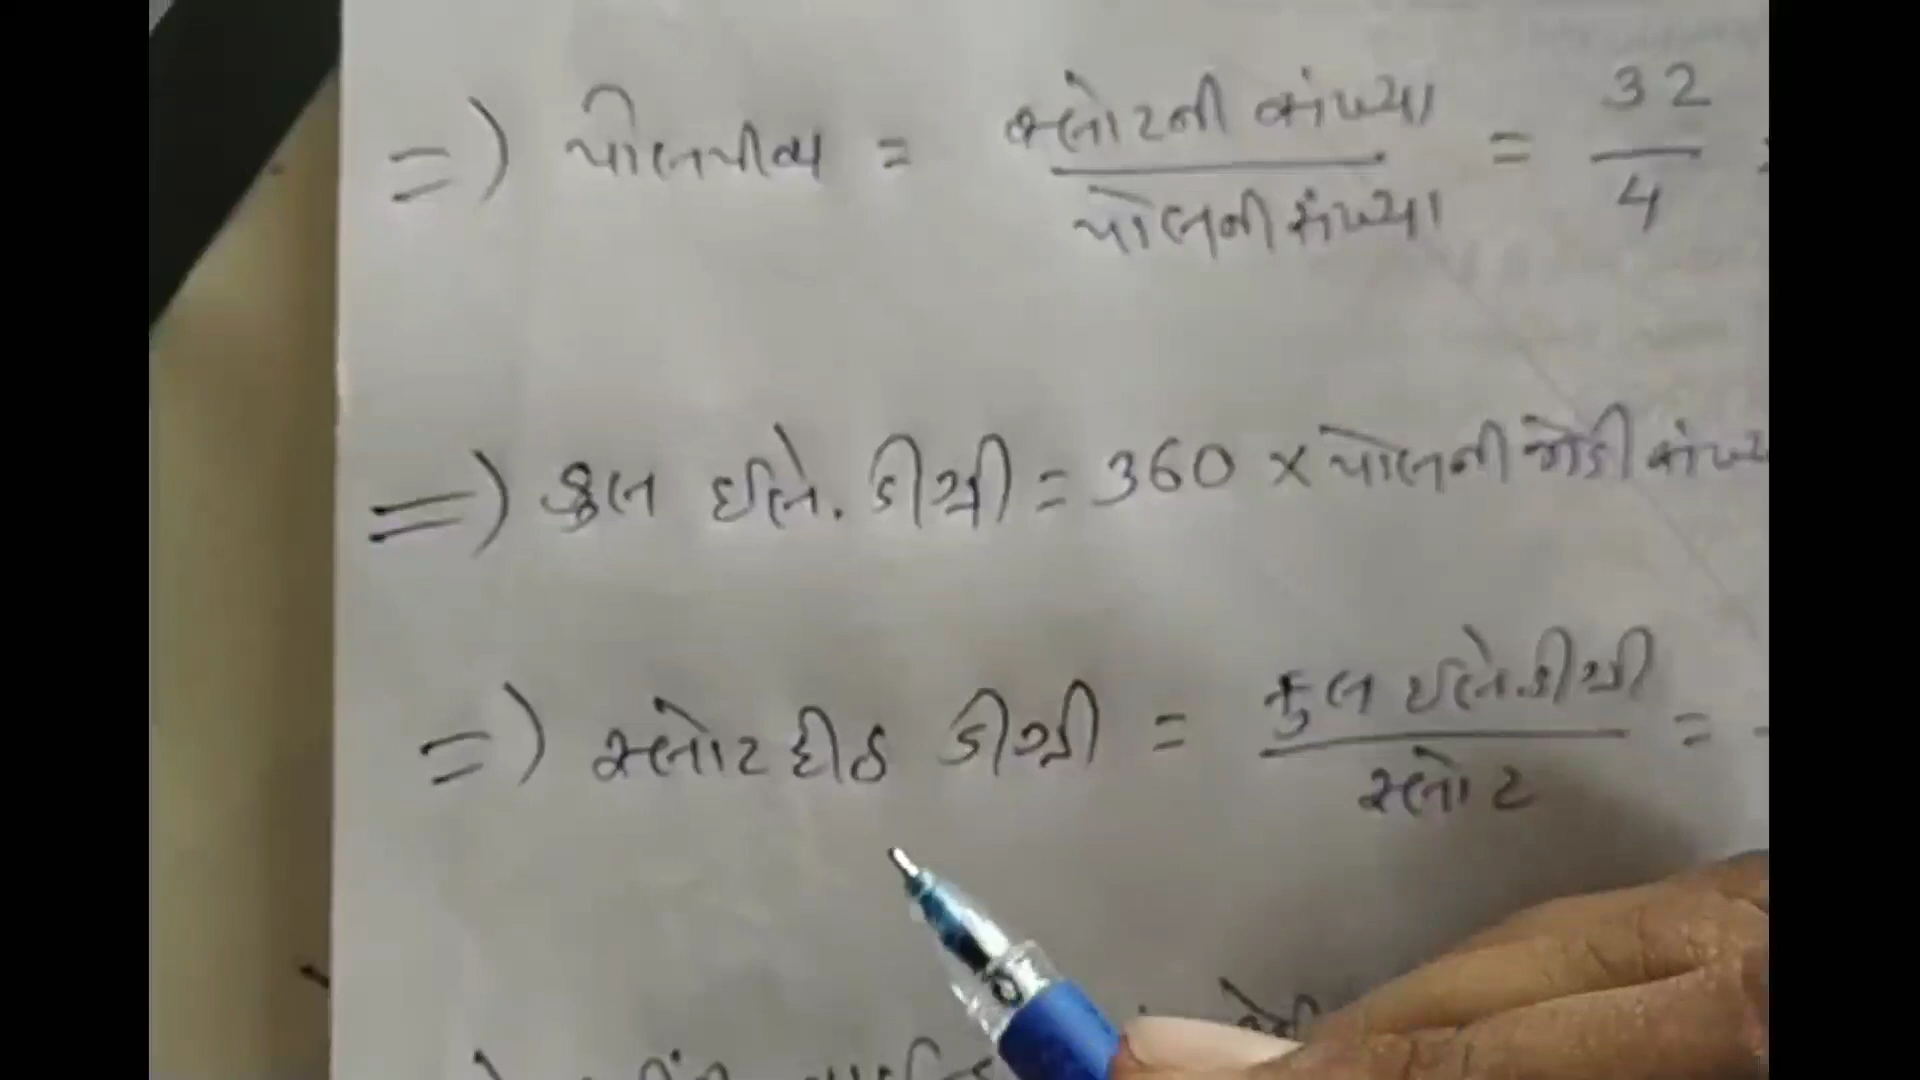 =) પોલપીચ = સ્લોટની સંખ્યા / પોલની સંખ્યા = 32 / 4 =
=) કુલ ઈલે. ડીગ્રી = 360 × પોલની જોડી સંખ્ય
=) સ્લોટ દીઠ ડીગ્રી = કુલ ઈલે. ડીગ્રી / સ્લોટ =